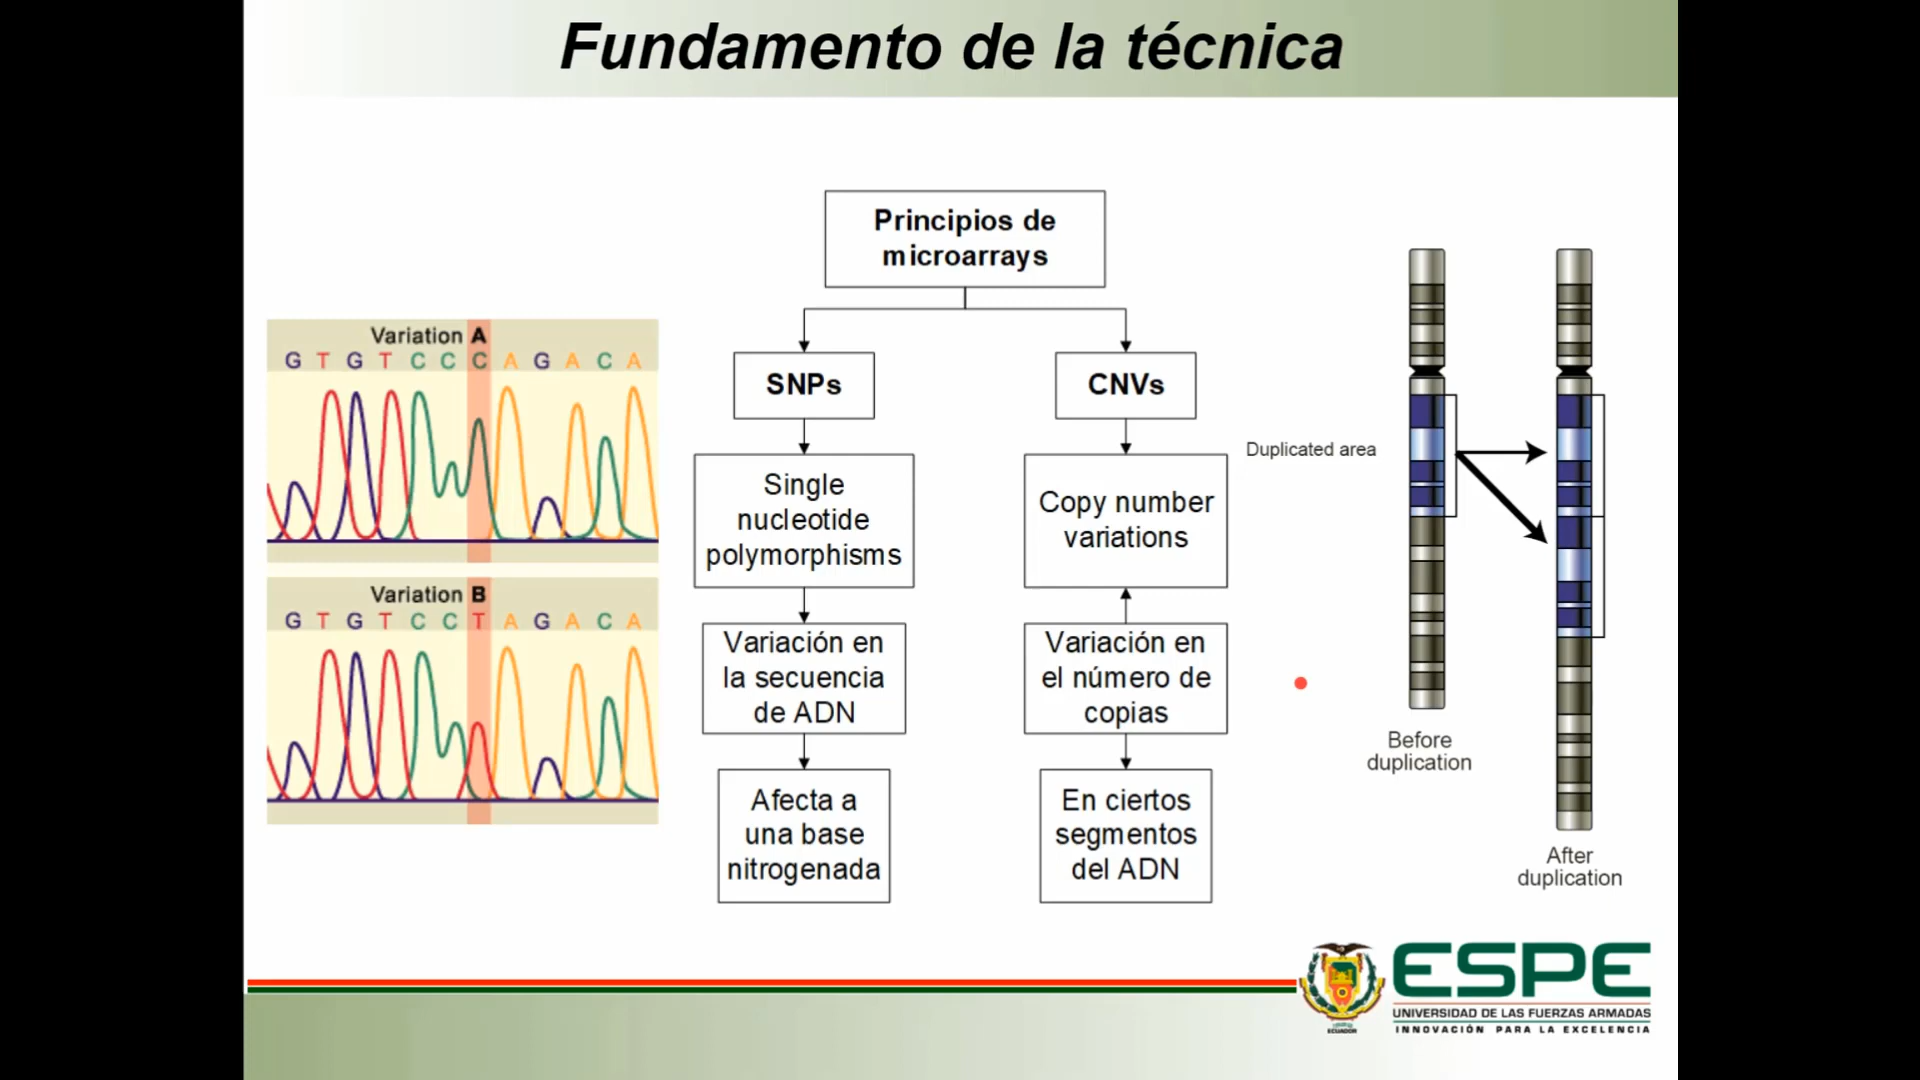 Fundamento de la técnica
Principios de
microarrays
Variation A
G T G T C C C A G A C A
Variation B
G T G T C C T A G A C A
SNPs
Single
nucleotide
polymorphisms
Variación en
la secuencia
de ADN
Afecta a
una base
nitrogenada
CNVs
Copy number
variations
Variación en
el número de
copias
En ciertos
segmentos
del ADN
Duplicated area
Before
duplication
After
duplication
ESPE
UNIVERSIDAD DE LAS FUERZAS ARMADAS
INNOVACIÓN PARA LA EXCELENCIA
ECUADOR